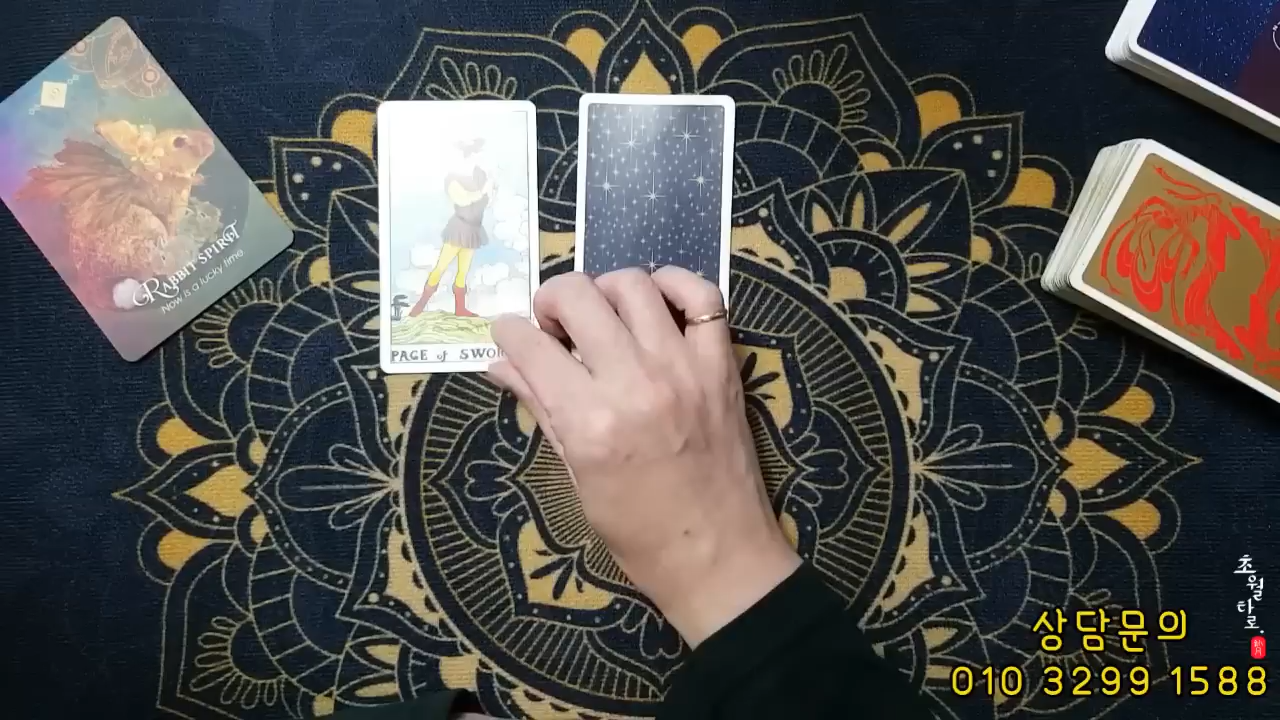 RABBIT SPIRIT
Now is a lucky time
PAGE of
초월
타로.
상담문의
010 3299 1588